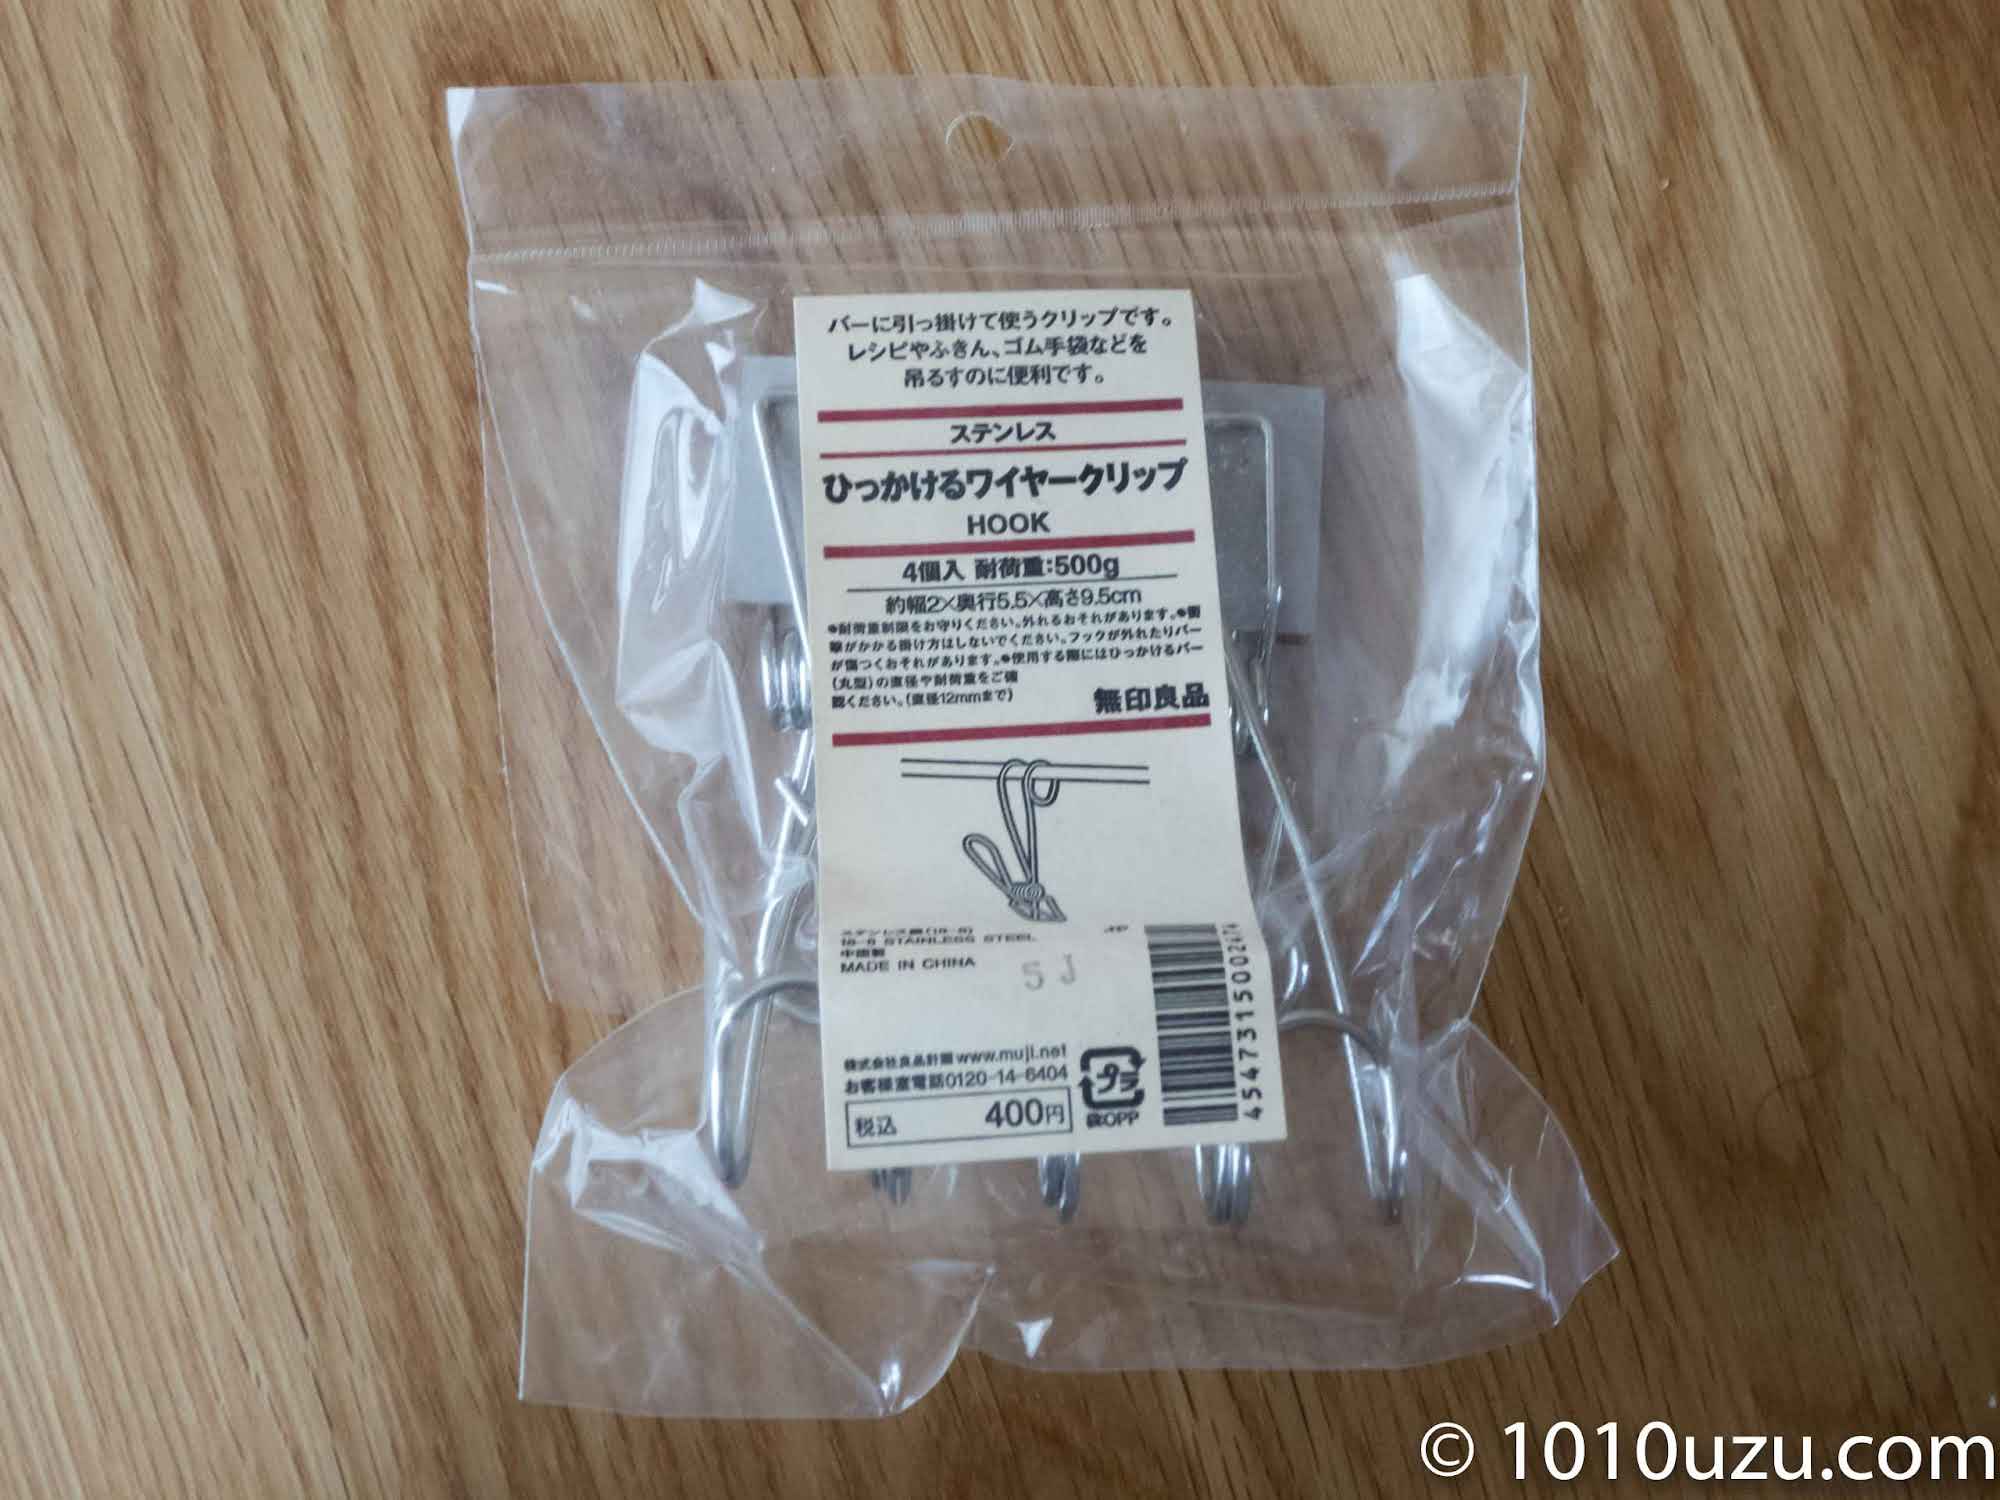 バーに引っ掛けて使うクリップです。
レシピやふきん、ゴム手袋などを
吊るすのに便利です。
ステンレス
ひっかけるワイヤークリップ
HOOK
4個入 耐荷重:500g
約幅2×奥行5.5×高さ9.5cm
●耐荷重制限をお守りください。外れるおそれがあります。●衝
撃がかかる掛け方はしないでください。フックが外れたりバー
が傷つくおそれがあります。●使用する際にはひっかけるバー
(丸型)の直径や耐荷重をご確
認ください。(直径12mmまで)
無印良品
ステンレス鋼(18-8)
18-8 STAINLESS STEEL
中国製
MADE IN CHINA
5 J
株式会社良品計画 www.muji.net
お客様室電話0120-14-6404
税込 400円
プラ
袋:OPP
4547315002474
© 1010uzu.com